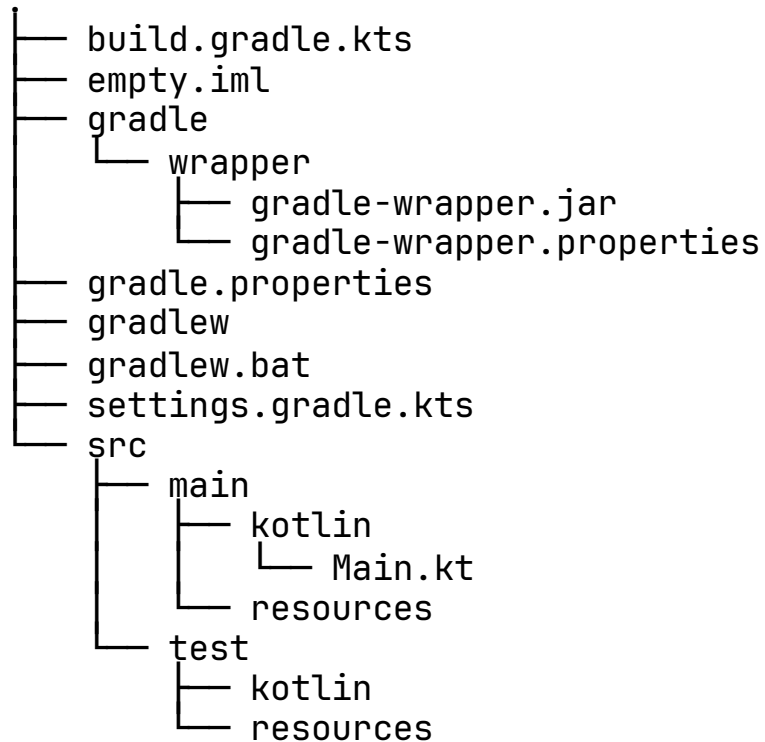 .
├── build.gradle.kts
├── empty.iml
├── gradle
│   └── wrapper
│       ├── gradle-wrapper.jar
│       └── gradle-wrapper.properties
├── gradle.properties
├── gradlew
├── gradlew.bat
├── settings.gradle.kts
└── src
    ├── main
    │   ├── kotlin
    │   │   └── Main.kt
    │   └── resources
    └── test
        ├── kotlin
        └── resources